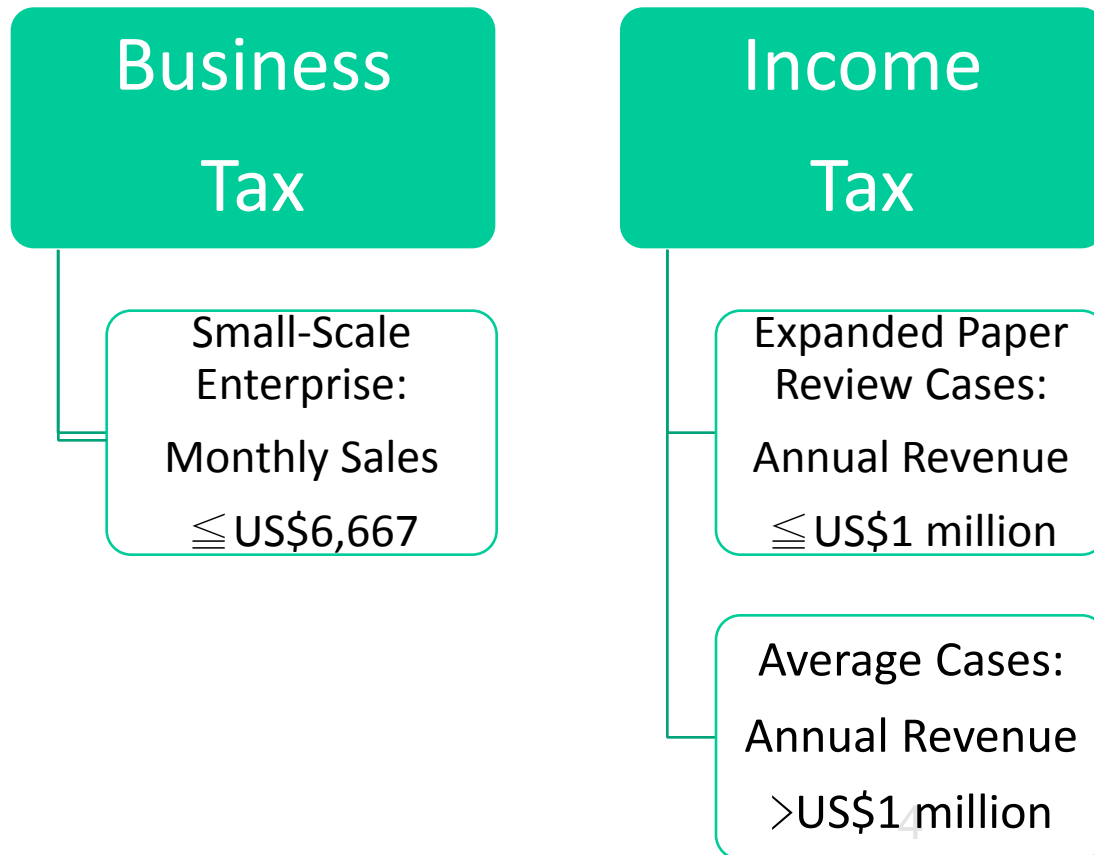 Business
Tax
Small-Scale
Enterprise:
Monthly Sales
≦US$6,667
Income
Tax
Expanded Paper
Review Cases:
Annual Revenue
≦US$1 million
Average Cases:
Annual Revenue
>US$1 million
4